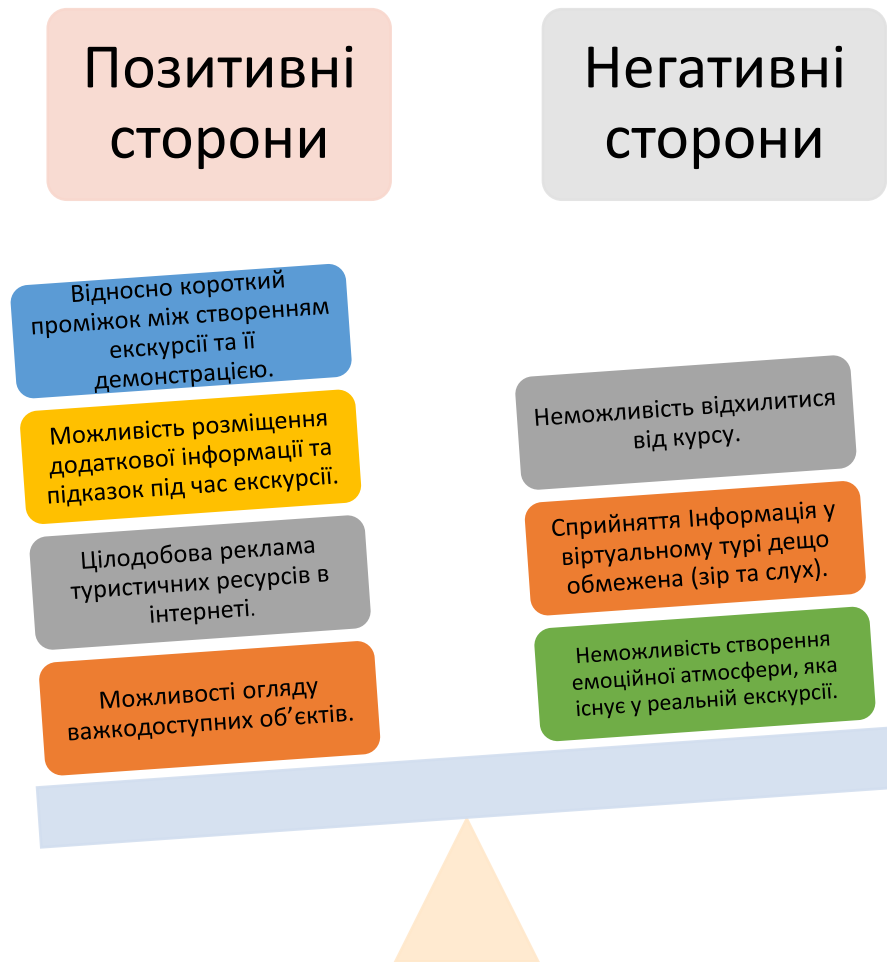 Позитивні
сторони
Негативні
сторони
Відносно короткий
проміжок між створенням
екскурсії та її
демонстрацією.
Можливість розміщення
додаткової інформації та
підказок під час екскурсії.
Цілодобова реклама
туристичних ресурсів в
інтернеті.
Можливості огляду
важкодоступних об’єктів.
Неможливість відхилитися
від курсу.
Сприйняття Інформація у
віртуальному турі дещо
обмежена (зір та слух).
Неможливість створення
емоційної атмосфери, яка
існує у реальній екскурсії.